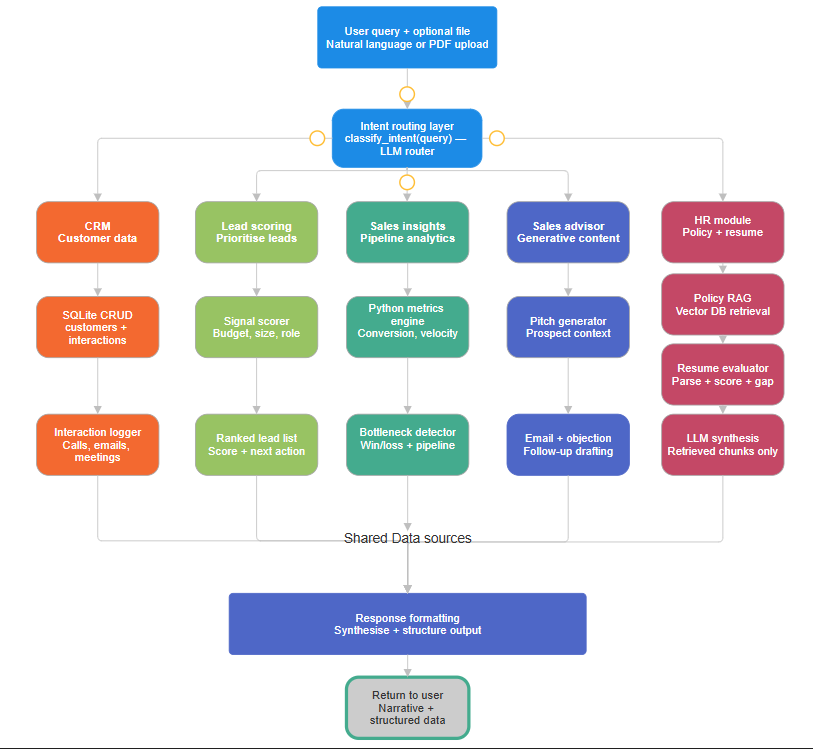 User query + optional file
Natural language or PDF upload
Intent routing layer
classify_intent(query) —
LLM router
CRM
Customer data
Lead scoring
Prioritise leads
Sales insights
Pipeline analytics
Sales advisor
Generative content
HR module
Policy + resume
SQLite CRUD
customers +
interactions
Signal scorer
Budget, size, role
Python metrics
engine
Conversion, velocity
Pitch generator
Prospect context
Policy RAG
Vector DB retrieval
Resume evaluator
Parse + score + gap
Interaction logger
Calls, emails,
meetings
Ranked lead list
Score + next action
Bottleneck detector
Win/loss + pipeline
Email + objection
Follow-up drafting
LLM synthesis
Retrieved chunks only
Shared Data sources
Response formatting
Synthesise + structure output
Return to user
Narrative +
structured data